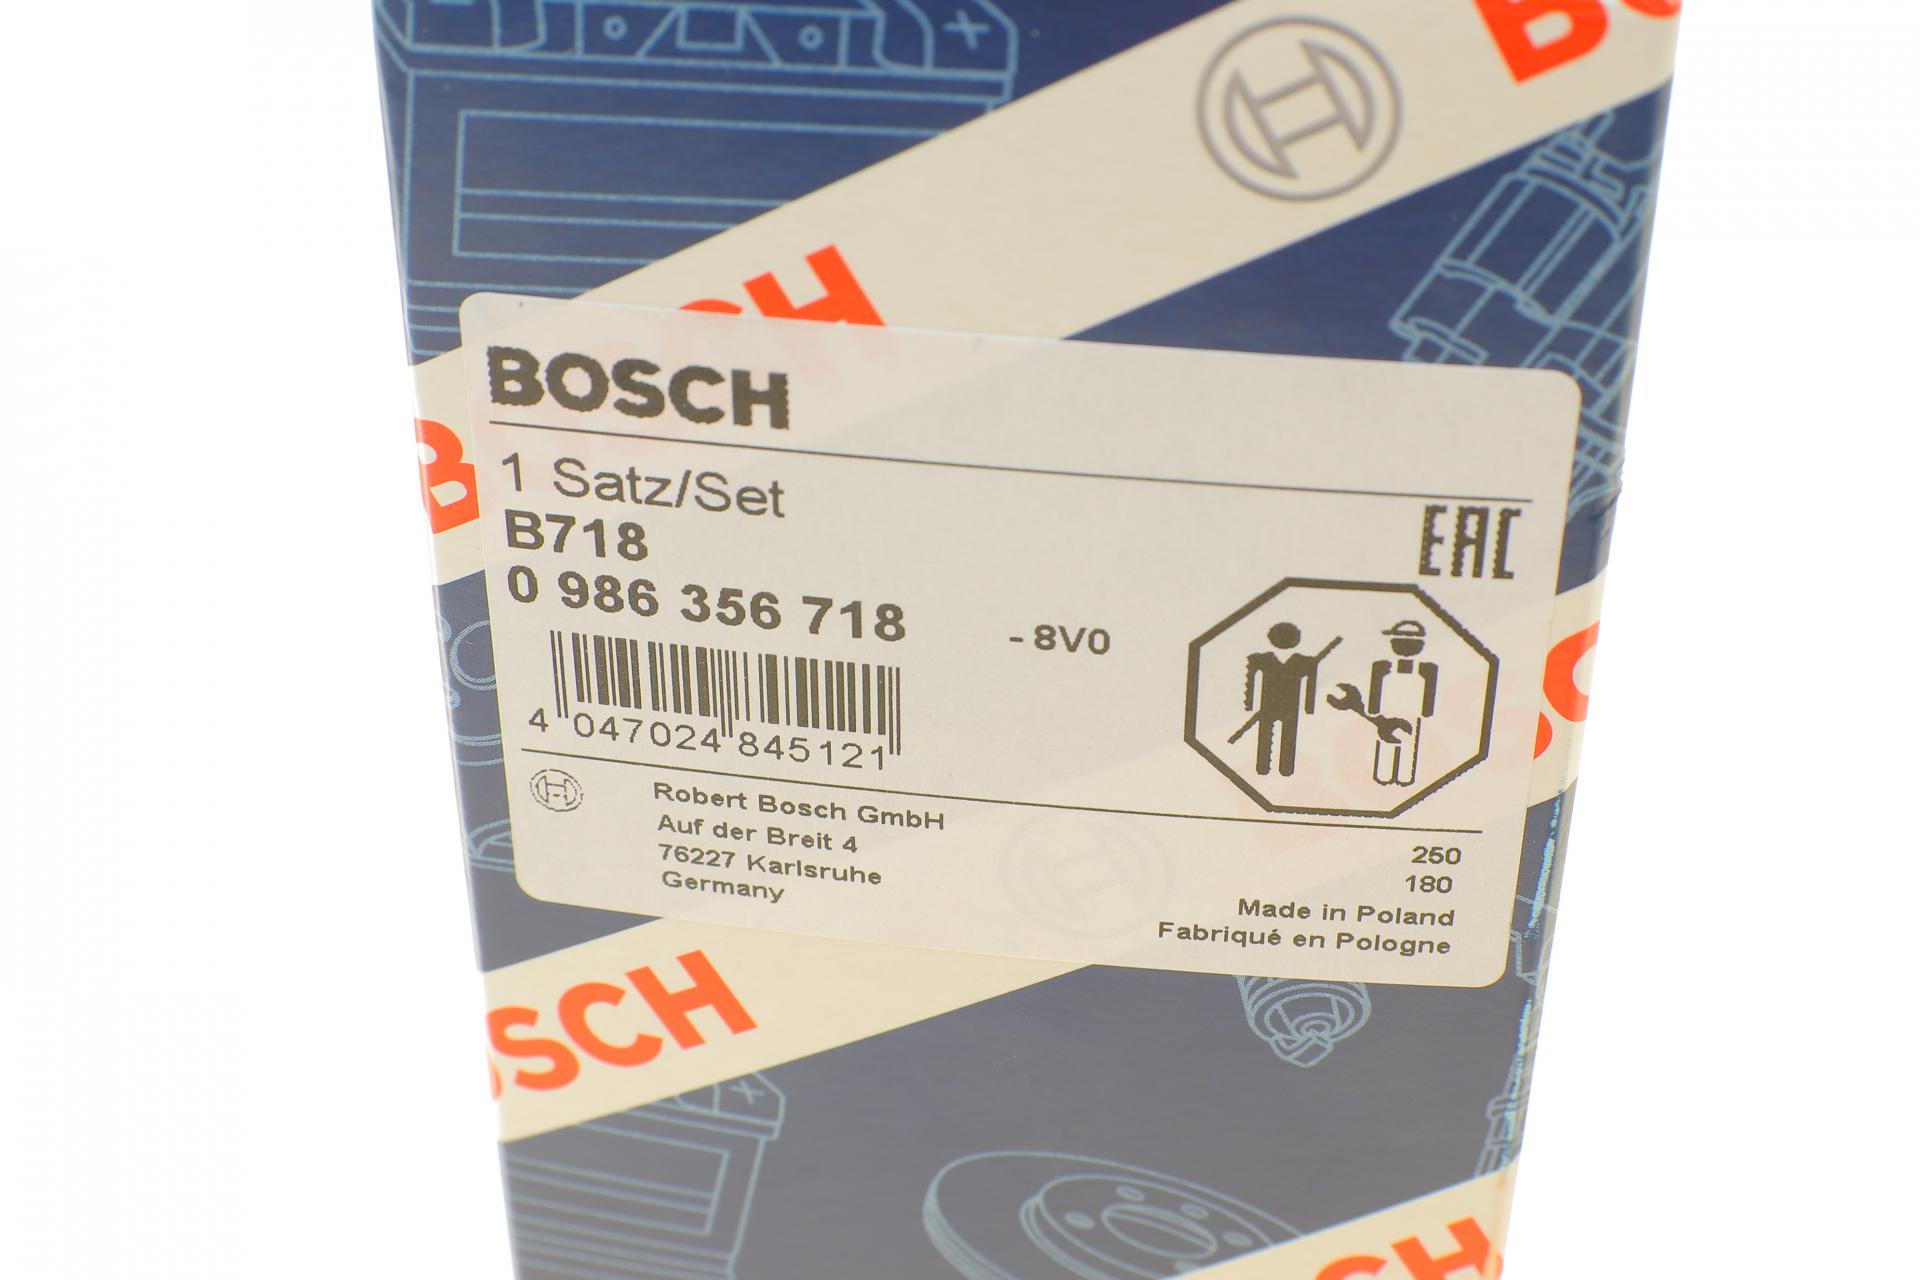 BOSCH
BOSCH
1 Satz/Set
B718
0 986 356 718
- 8V0
EAC
4 047024 845121
Robert Bosch GmbH
Auf der Breit 4
76227 Karlsruhe
Germany
250
180
Made in Poland
Fabriqué en Pologne
BOSCH
BOSCH